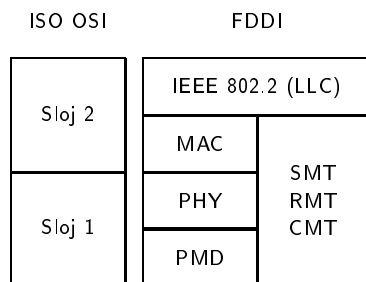 ISO OSI
FDDI
Sloj 2
IEEE 802.2 (LLC)
MAC
Sloj 1
PHY
PMD
SMT
RMT
CMT